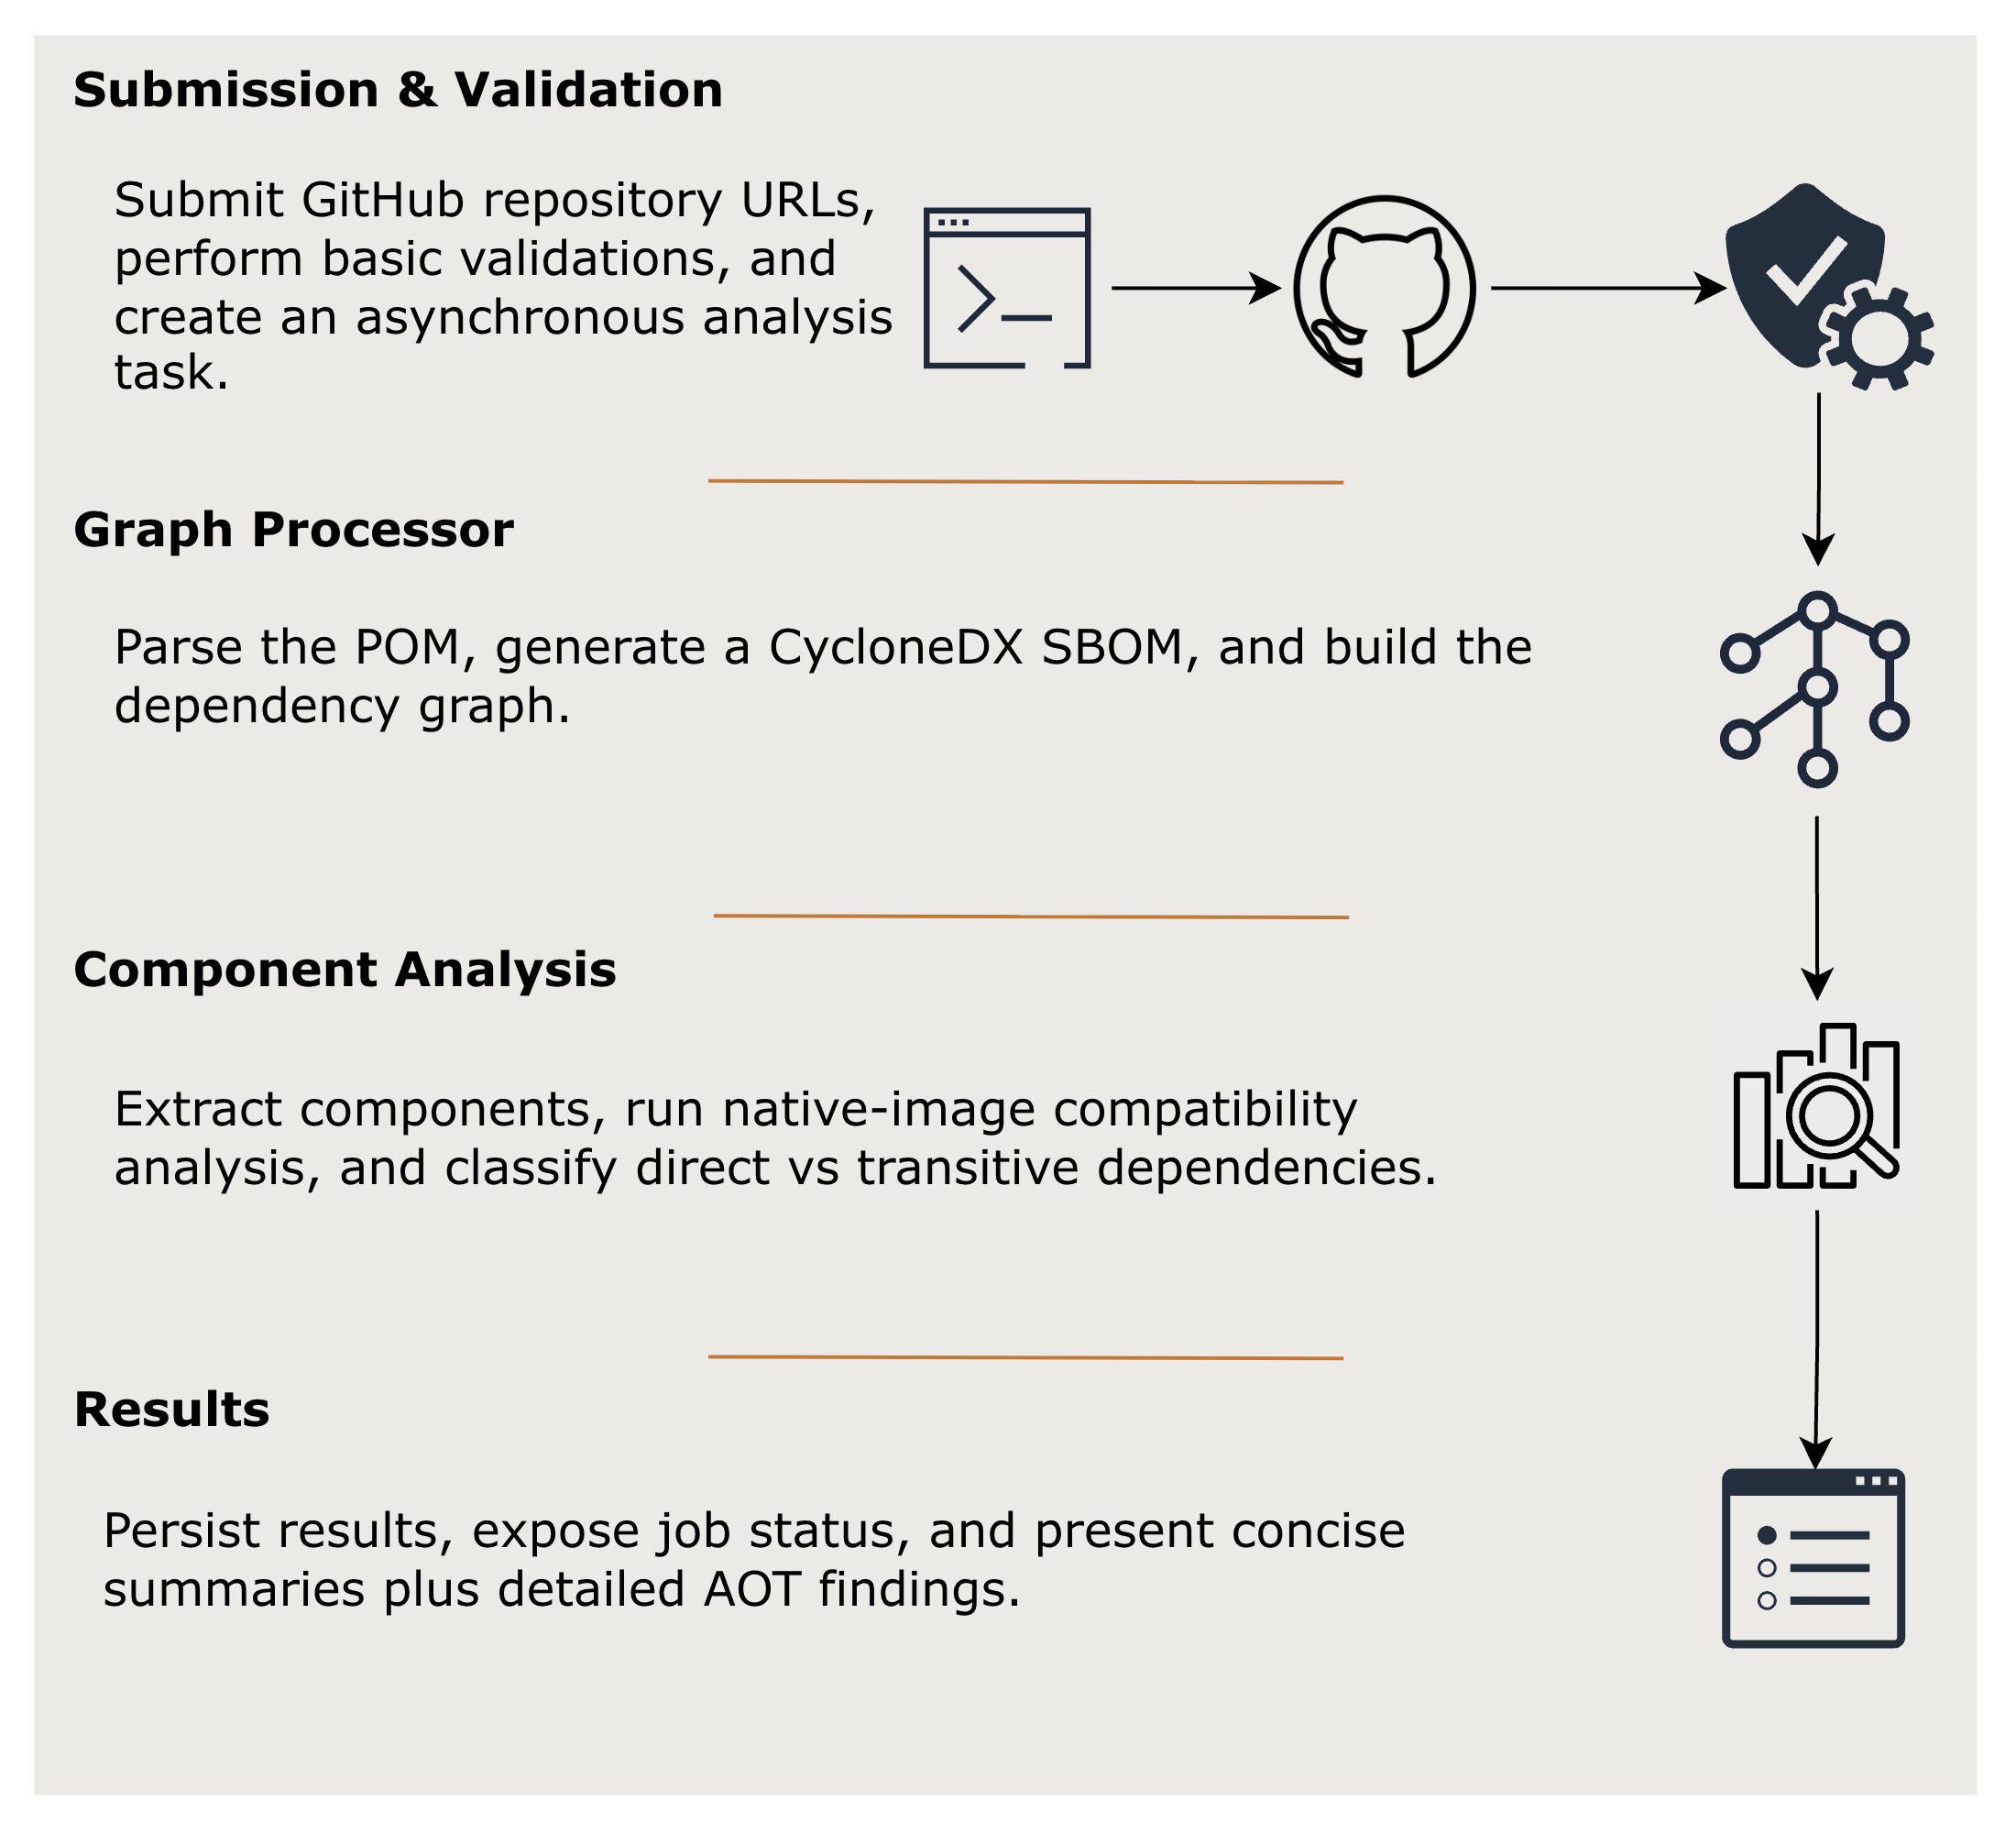 Submission & Validation
Submit GitHub repository URLs,
perform basic validations, and
create an asynchronous analysis
task.
Graph Processor
Parse the POM, generate a CycloneDX SBOM, and build the
dependency graph.
Component Analysis
Extract components, run native-image compatibility
analysis, and classify direct vs transitive dependencies.
Results
Persist results, expose job status, and present concise
summaries plus detailed AOT findings.